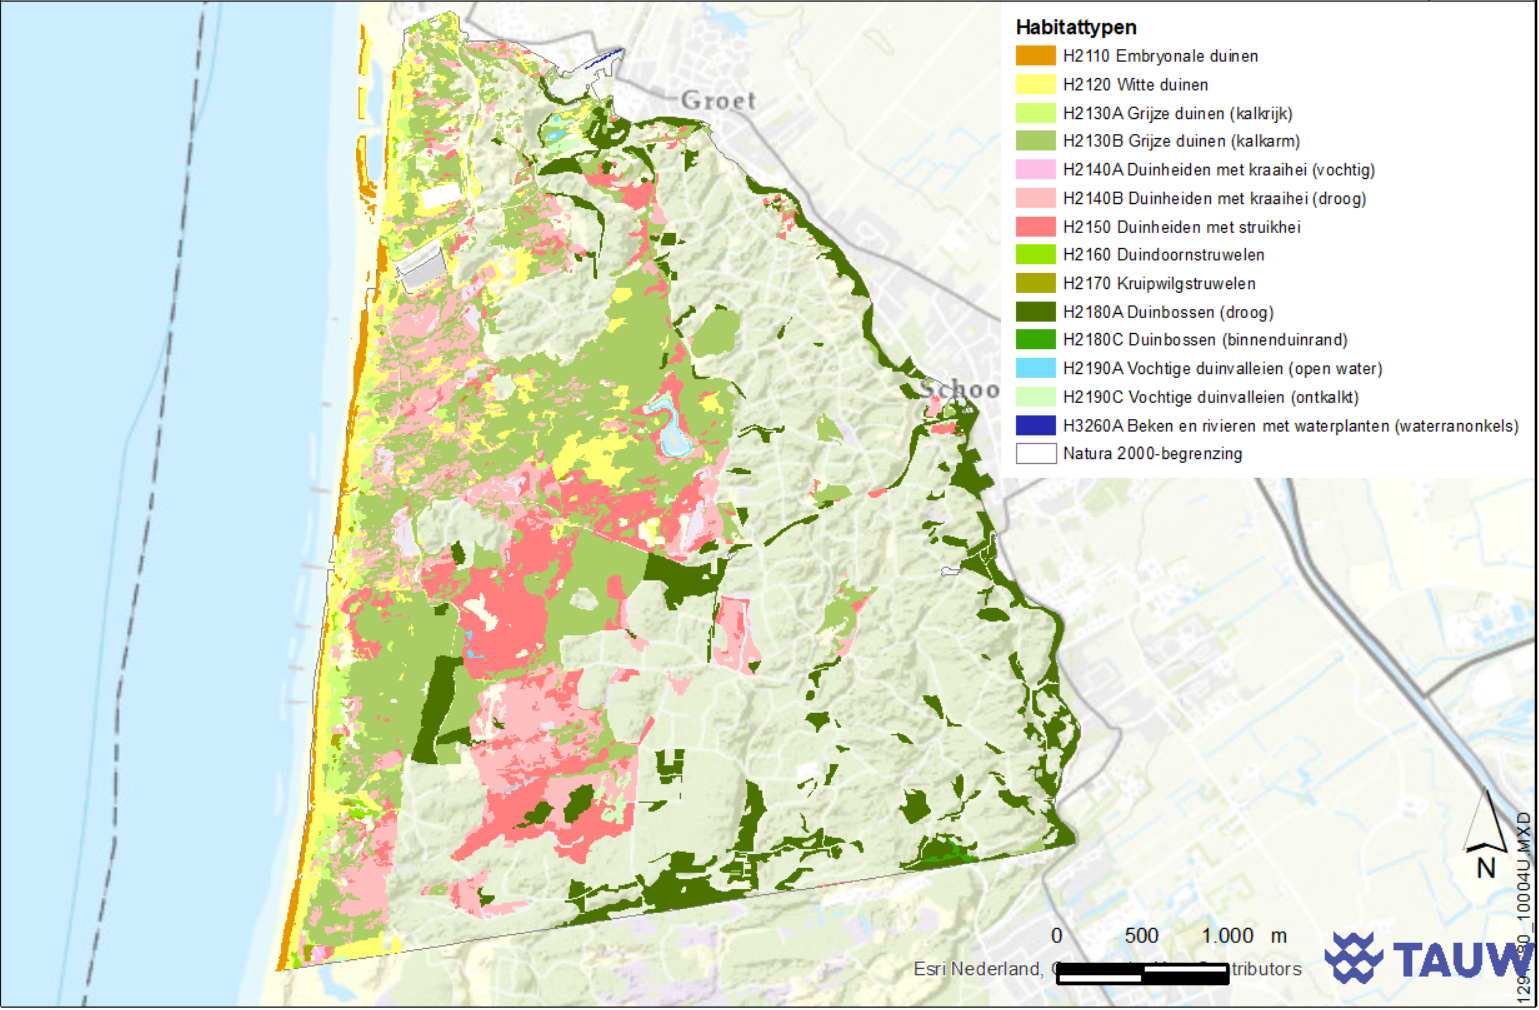 Habitattypen
H2110 Embryonale duinen
H2120 Witte duinen
H2130A Grijze duinen (kalkrijk)
H2130B Grijze duinen (kalkarm)
H2140A Duinheiden met kraaihei (vochtig)
H2140B Duinheiden met kraaihei (droog)
H2150 Duinheiden met struikhei
H2160 Duindoornstruwelen
H2170 Kruipwilgstruwelen
H2180A Duinbossen (droog)
H2180C Duinbossen (binnenduinrand)
H2190A Vochtige duinvalleien (open water)
H2190C Vochtige duinvalleien (ontkalkt)
H3260A Beken en rivieren met waterplanten (waterranonkels)
Natura 2000-begrenzing
Groet
Schoo
N
0 500 1.000 m
Esri Nederland,
tributors
TAUW